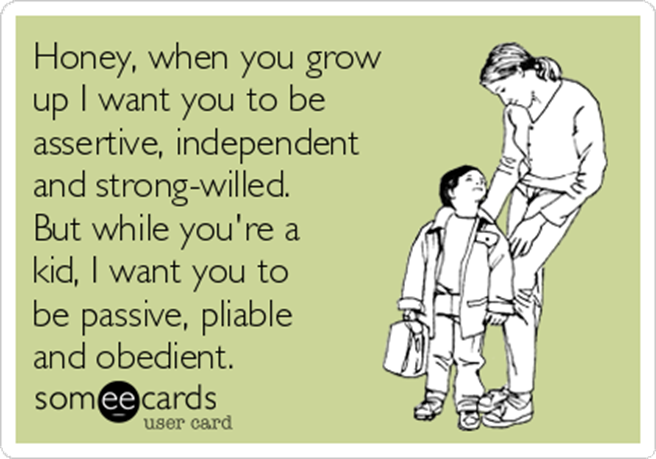 Honey, when you grow
up I want you to be
assertive, independent
and strong-willed.
But while you're a
kid, I want you to
be passive, pliable
and obedient.
someecards
user card